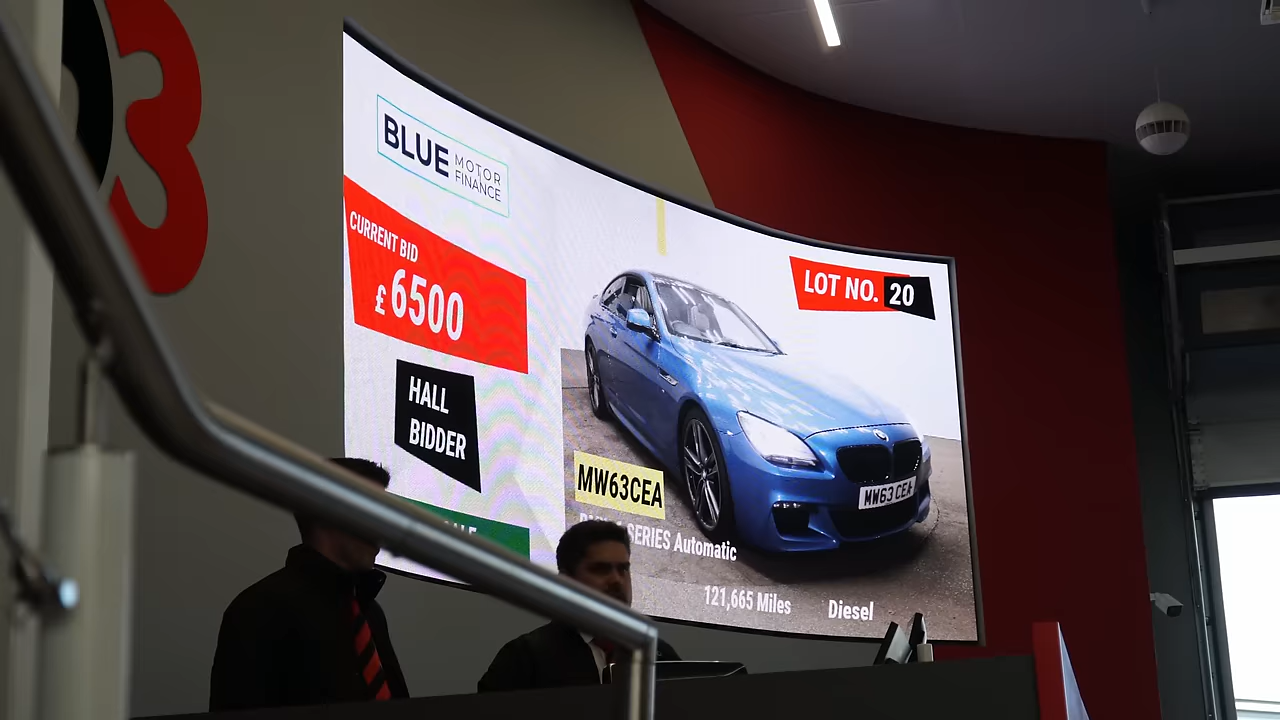 3
BLUE MOTOR
FINANCE
CURRENT BID
£6500
HALL
BIDDER
LOT NO. 20
MW63 CEA
MW63CEA
SERIES Automatic
121,665 Miles Diesel